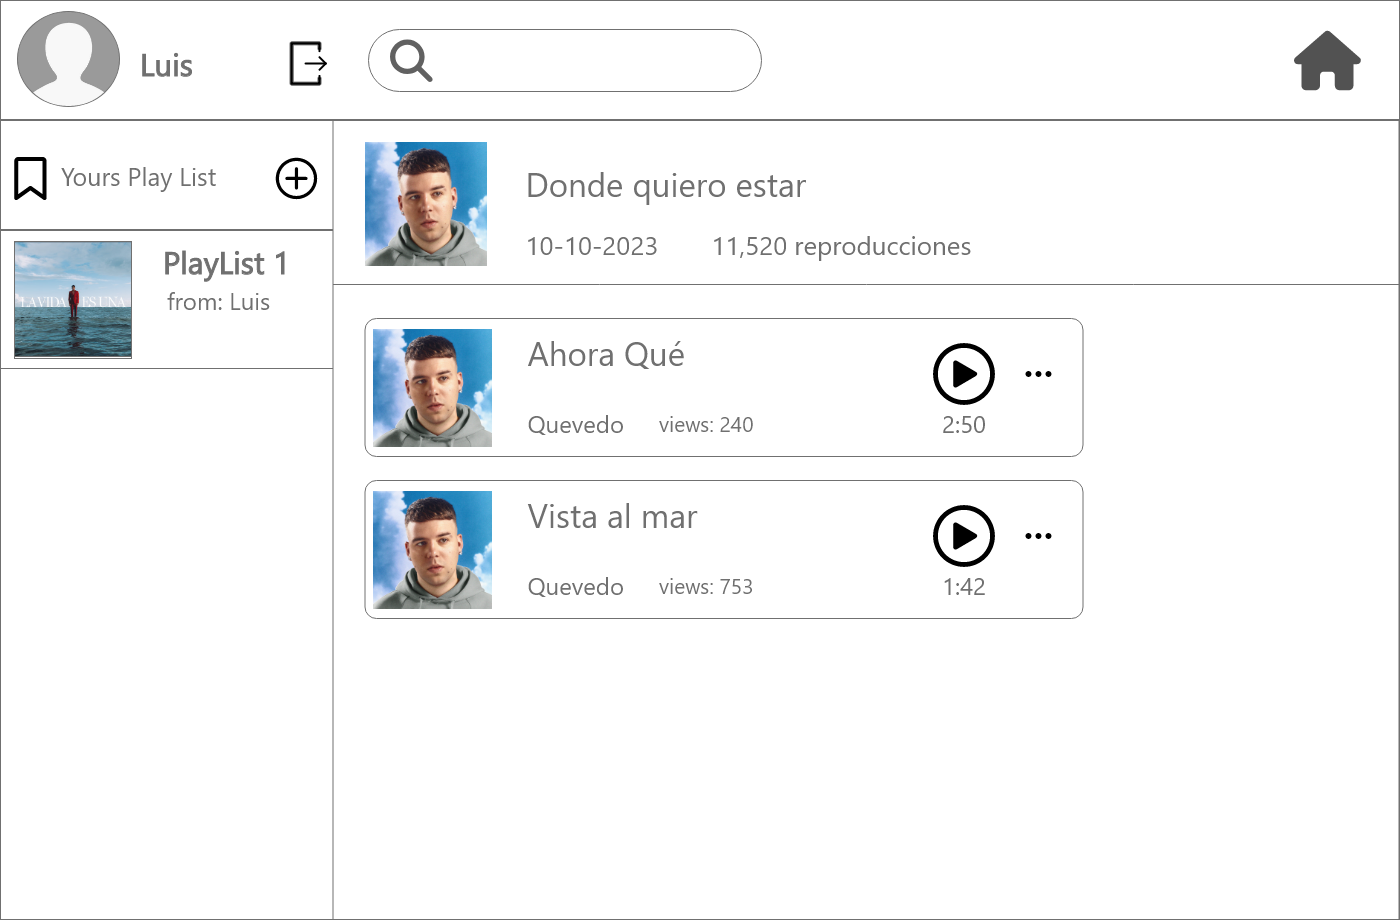 Luis
Yours Play List
LA VIDA ES UNA
PlayList 1
from: Luis
Donde quiero estar
10-10-2023 11,520 reproducciones
Ahora Qué
Quevedo views: 240
2:50
Vista al mar
Quevedo views: 753
1:42